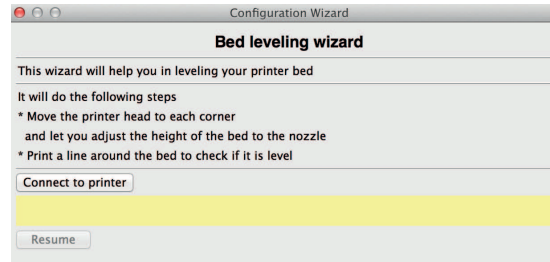 Configuration Wizard
Bed leveling wizard
This wizard will help you in leveling your printer bed
It will do the following steps
* Move the printer head to each corner
and let you adjust the height of the bed to the nozzle
* Print a line around the bed to check if it is level
Connect to printer
Resume